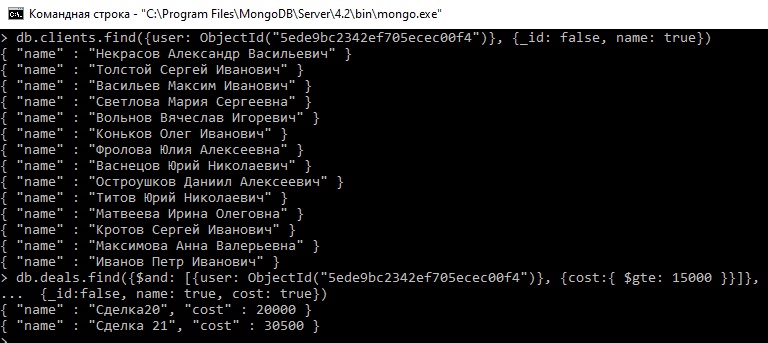 Командная строка - "C:\Program Files\MongoDB\Server\4.2\bin\mongo.exe"
> db.clients.find({user: ObjectId("5ede9bc2342ef705ecec00f4")}, {_id: false, name: true})
{ "name" : "Некрасов Александр Васильевич" }
{ "name" : "Толстой Сергей Иванович" }
{ "name" : "Васильев Максим Иванович" }
{ "name" : "Светлова Мария Сергеевна" }
{ "name" : "Вольнов Вячеслав Игоревич" }
{ "name" : "Коньков Олег Иванович" }
{ "name" : "Фролова Юлия Алексеевна" }
{ "name" : "Васнецов Юрий Николаевич" }
{ "name" : "Остроушков Даниил Алексеевич" }
{ "name" : "Титов Юрий Николаевич" }
{ "name" : "Матвеева Ирина Олеговна" }
{ "name" : "Кротов Сергей Иванович" }
{ "name" : "Максимова Анна Валерьевна" }
{ "name" : "Иванов Петр Иванович" }
> db.deals.find({$and: [{user: ObjectId("5ede9bc2342ef705ecec00f4")}, {cost:{ $gte: 15000 }}]},
...  {_id:false, name: true, cost: true})
{ "name" : "Сделка20", "cost" : 20000 }
{ "name" : "Сделка 21", "cost" : 30500 }
>